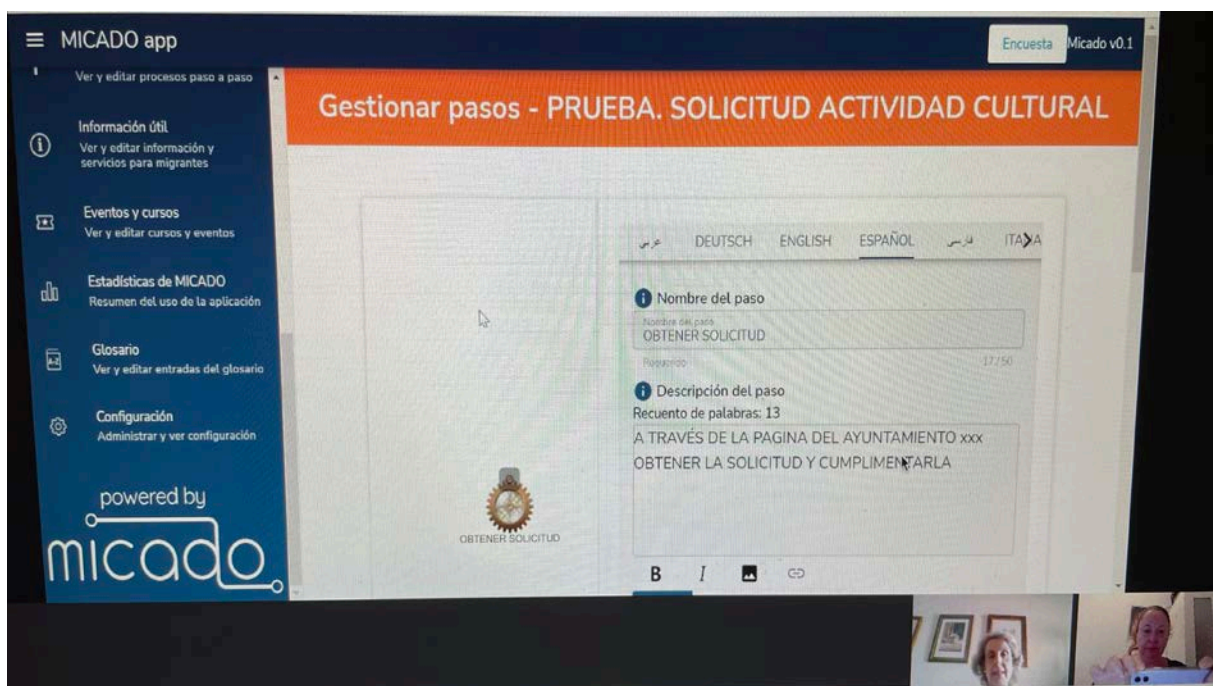 MICADO app
Encuesta
Micado v0.1
Ver y editar procesos paso a paso
Información útil
Ver y editar información y
servicios para migrantes
Eventos y cursos
Ver y editar cursos y eventos
Estadísticas de MICADO
Resumen del uso de la aplicación
Glosario
Ver y editar entradas del glosario
Configuración
Administrar y ver configuración
powered by
micado
Gestionar pasos - PRUEBA. SOLICITUD ACTIVIDAD CULTURAL
عربي DEUTSCH ENGLISH ESPAÑOL فارسی ITA
Nombre del paso
Nombre del paso
OBTENER SOLICITUD
Requerido 17/50
Descripción del paso
Recuento de palabras: 13
A TRAVÉS DE LA PAGINA DEL AYUNTAMIENTO xxx
OBTENER LA SOLICITUD Y CUMPLIMENTARLA
OBTENER SOLICITUD
B I